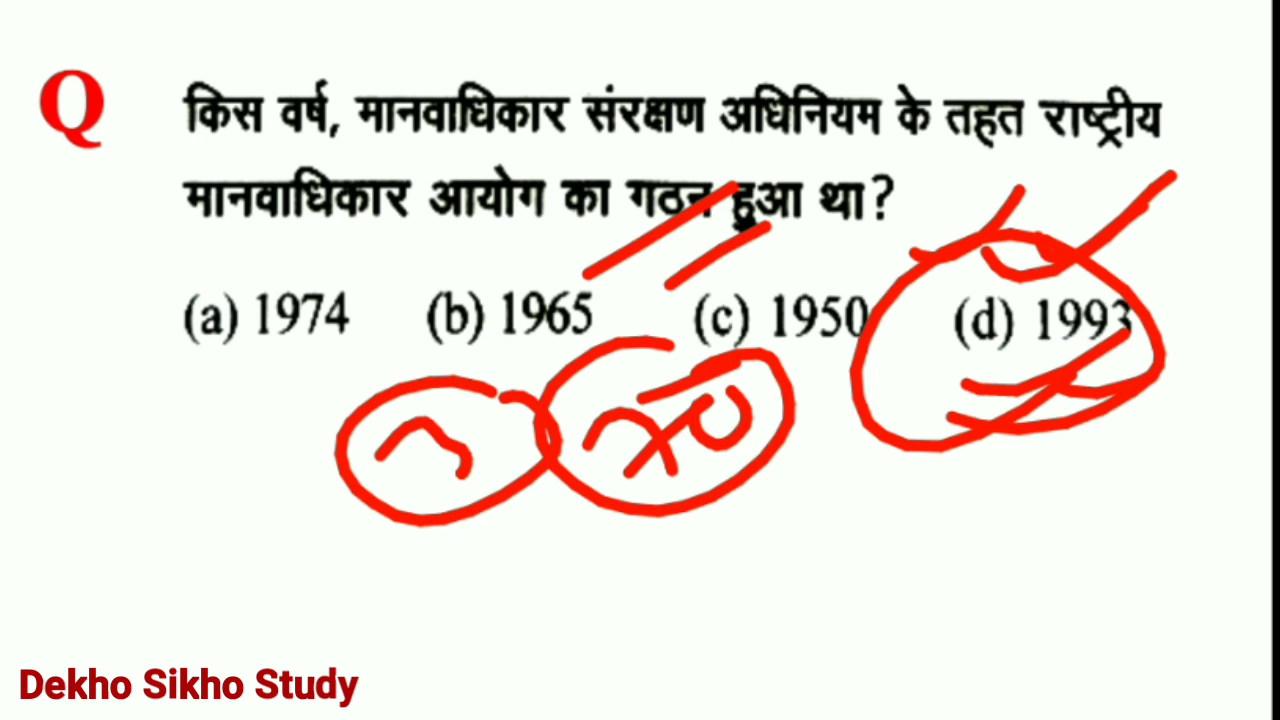 Q किस वर्ष, मानवाधिकार संरक्षण अधिनियम के तहत राष्ट्रीय
मानवाधिकार आयोग का गठन हुआ था?
(a) 1974 (b) 1965 (c) 1950 (d) 1993
Dekho Sikho Study